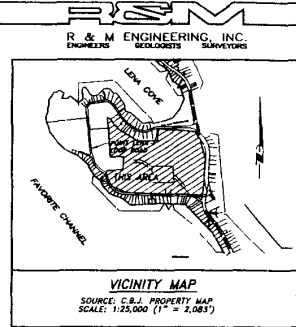 R&M
R & M ENGINEERING, INC.
ENGINEERS GEOLOGISTS SURVEYORS
LENA COVE
POINT LENA
LOOP ROAD
THIS AREA
FAVORITE CHANNEL
VICINITY MAP
SOURCE: C.B.J. PROPERTY MAP
SCALE: 1:25,000 (1" = 2,083')